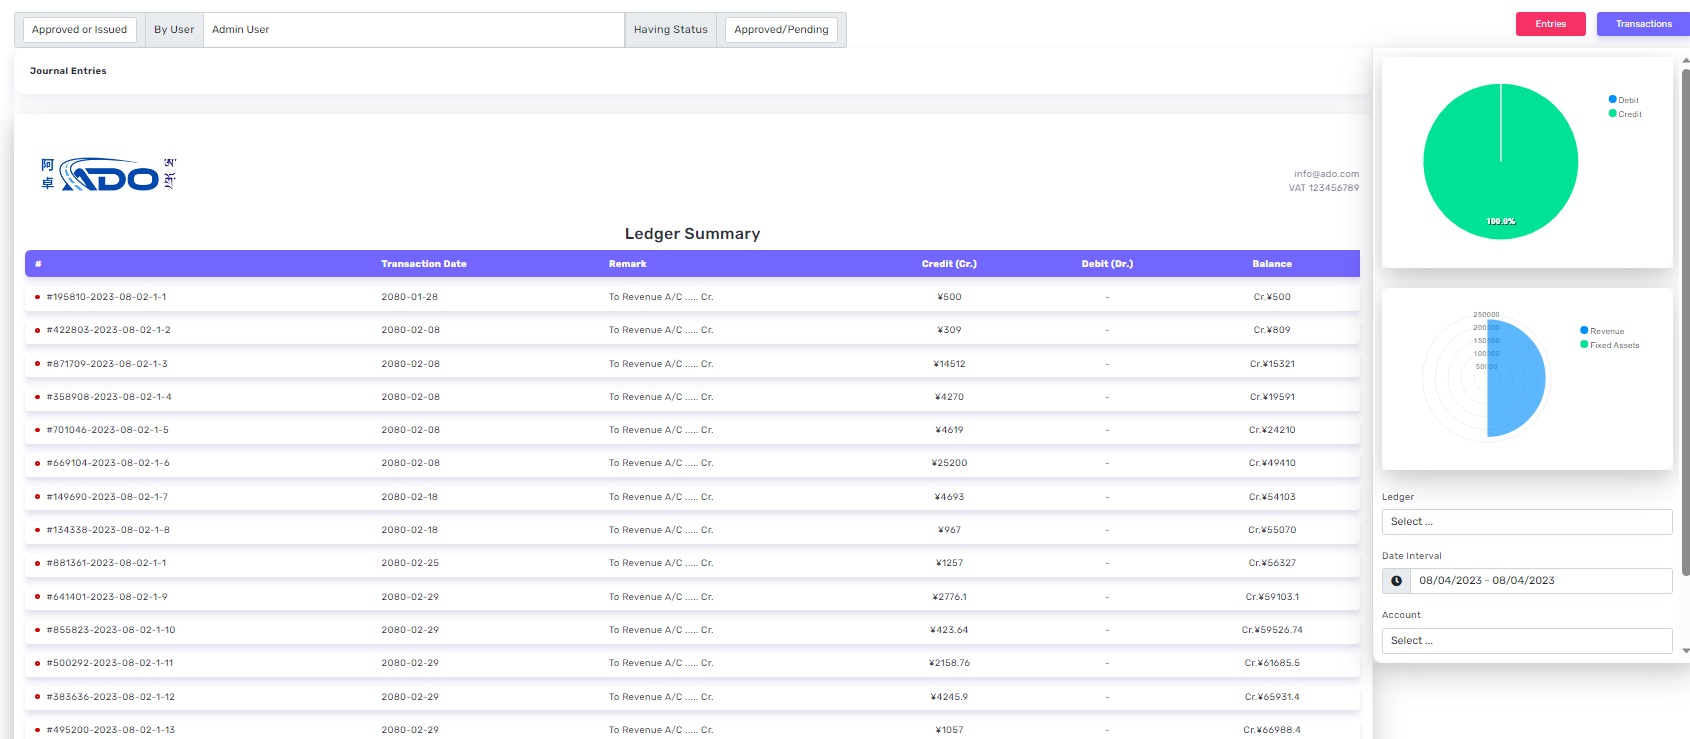 Approved or Issued By User Admin User Having Status Approved/Pending Entries Transactions
Journal Entries
阿卓 ADO
info@ado.com
VAT 123456789
Ledger Summary
# Transaction Date Remark Credit (Cr.) Debit (Dr.) Balance
#195810-2023-08-02-1-1 2080-01-28 To Revenue A/C ..... Cr. ¥500 - Cr.¥500
#422803-2023-08-02-1-2 2080-02-08 To Revenue A/C ..... Cr. ¥309 - Cr.¥809
#871709-2023-08-02-1-3 2080-02-08 To Revenue A/C ..... Cr. ¥14512 - Cr.¥15321
#358908-2023-08-02-1-4 2080-02-08 To Revenue A/C ..... Cr. ¥4270 - Cr.¥19591
#701046-2023-08-02-1-5 2080-02-08 To Revenue A/C ..... Cr. ¥4619 - Cr.¥24210
#669104-2023-08-02-1-6 2080-02-08 To Revenue A/C ..... Cr. ¥25200 - Cr.¥49410
#149690-2023-08-02-1-7 2080-02-18 To Revenue A/C ..... Cr. ¥4693 - Cr.¥54103
#134338-2023-08-02-1-8 2080-02-18 To Revenue A/C ..... Cr. ¥967 - Cr.¥55070
#881361-2023-08-02-1-1 2080-02-25 To Revenue A/C ..... Cr. ¥1257 - Cr.¥56327
#641401-2023-08-02-1-9 2080-02-29 To Revenue A/C ..... Cr. ¥2776.1 - Cr.¥59103.1
#855823-2023-08-02-1-10 2080-02-29 To Revenue A/C ..... Cr. ¥423.64 - Cr.¥59526.74
#500292-2023-08-02-1-11 2080-02-29 To Revenue A/C ..... Cr. ¥2158.76 - Cr.¥61685.5
#383636-2023-08-02-1-12 2080-02-29 To Revenue A/C ..... Cr. ¥4245.9 - Cr.¥65931.4
#495200-2023-08-02-1-13 2080-02-29 To Revenue A/C ..... Cr. ¥1057 - Cr.¥66988.4
Debit
Credit
100.0%
250000
200000
150000
100000
50000
Revenue
Fixed Assets
Ledger
Select ...
Date Interval
08/04/2023 - 08/04/2023
Account
Select ...